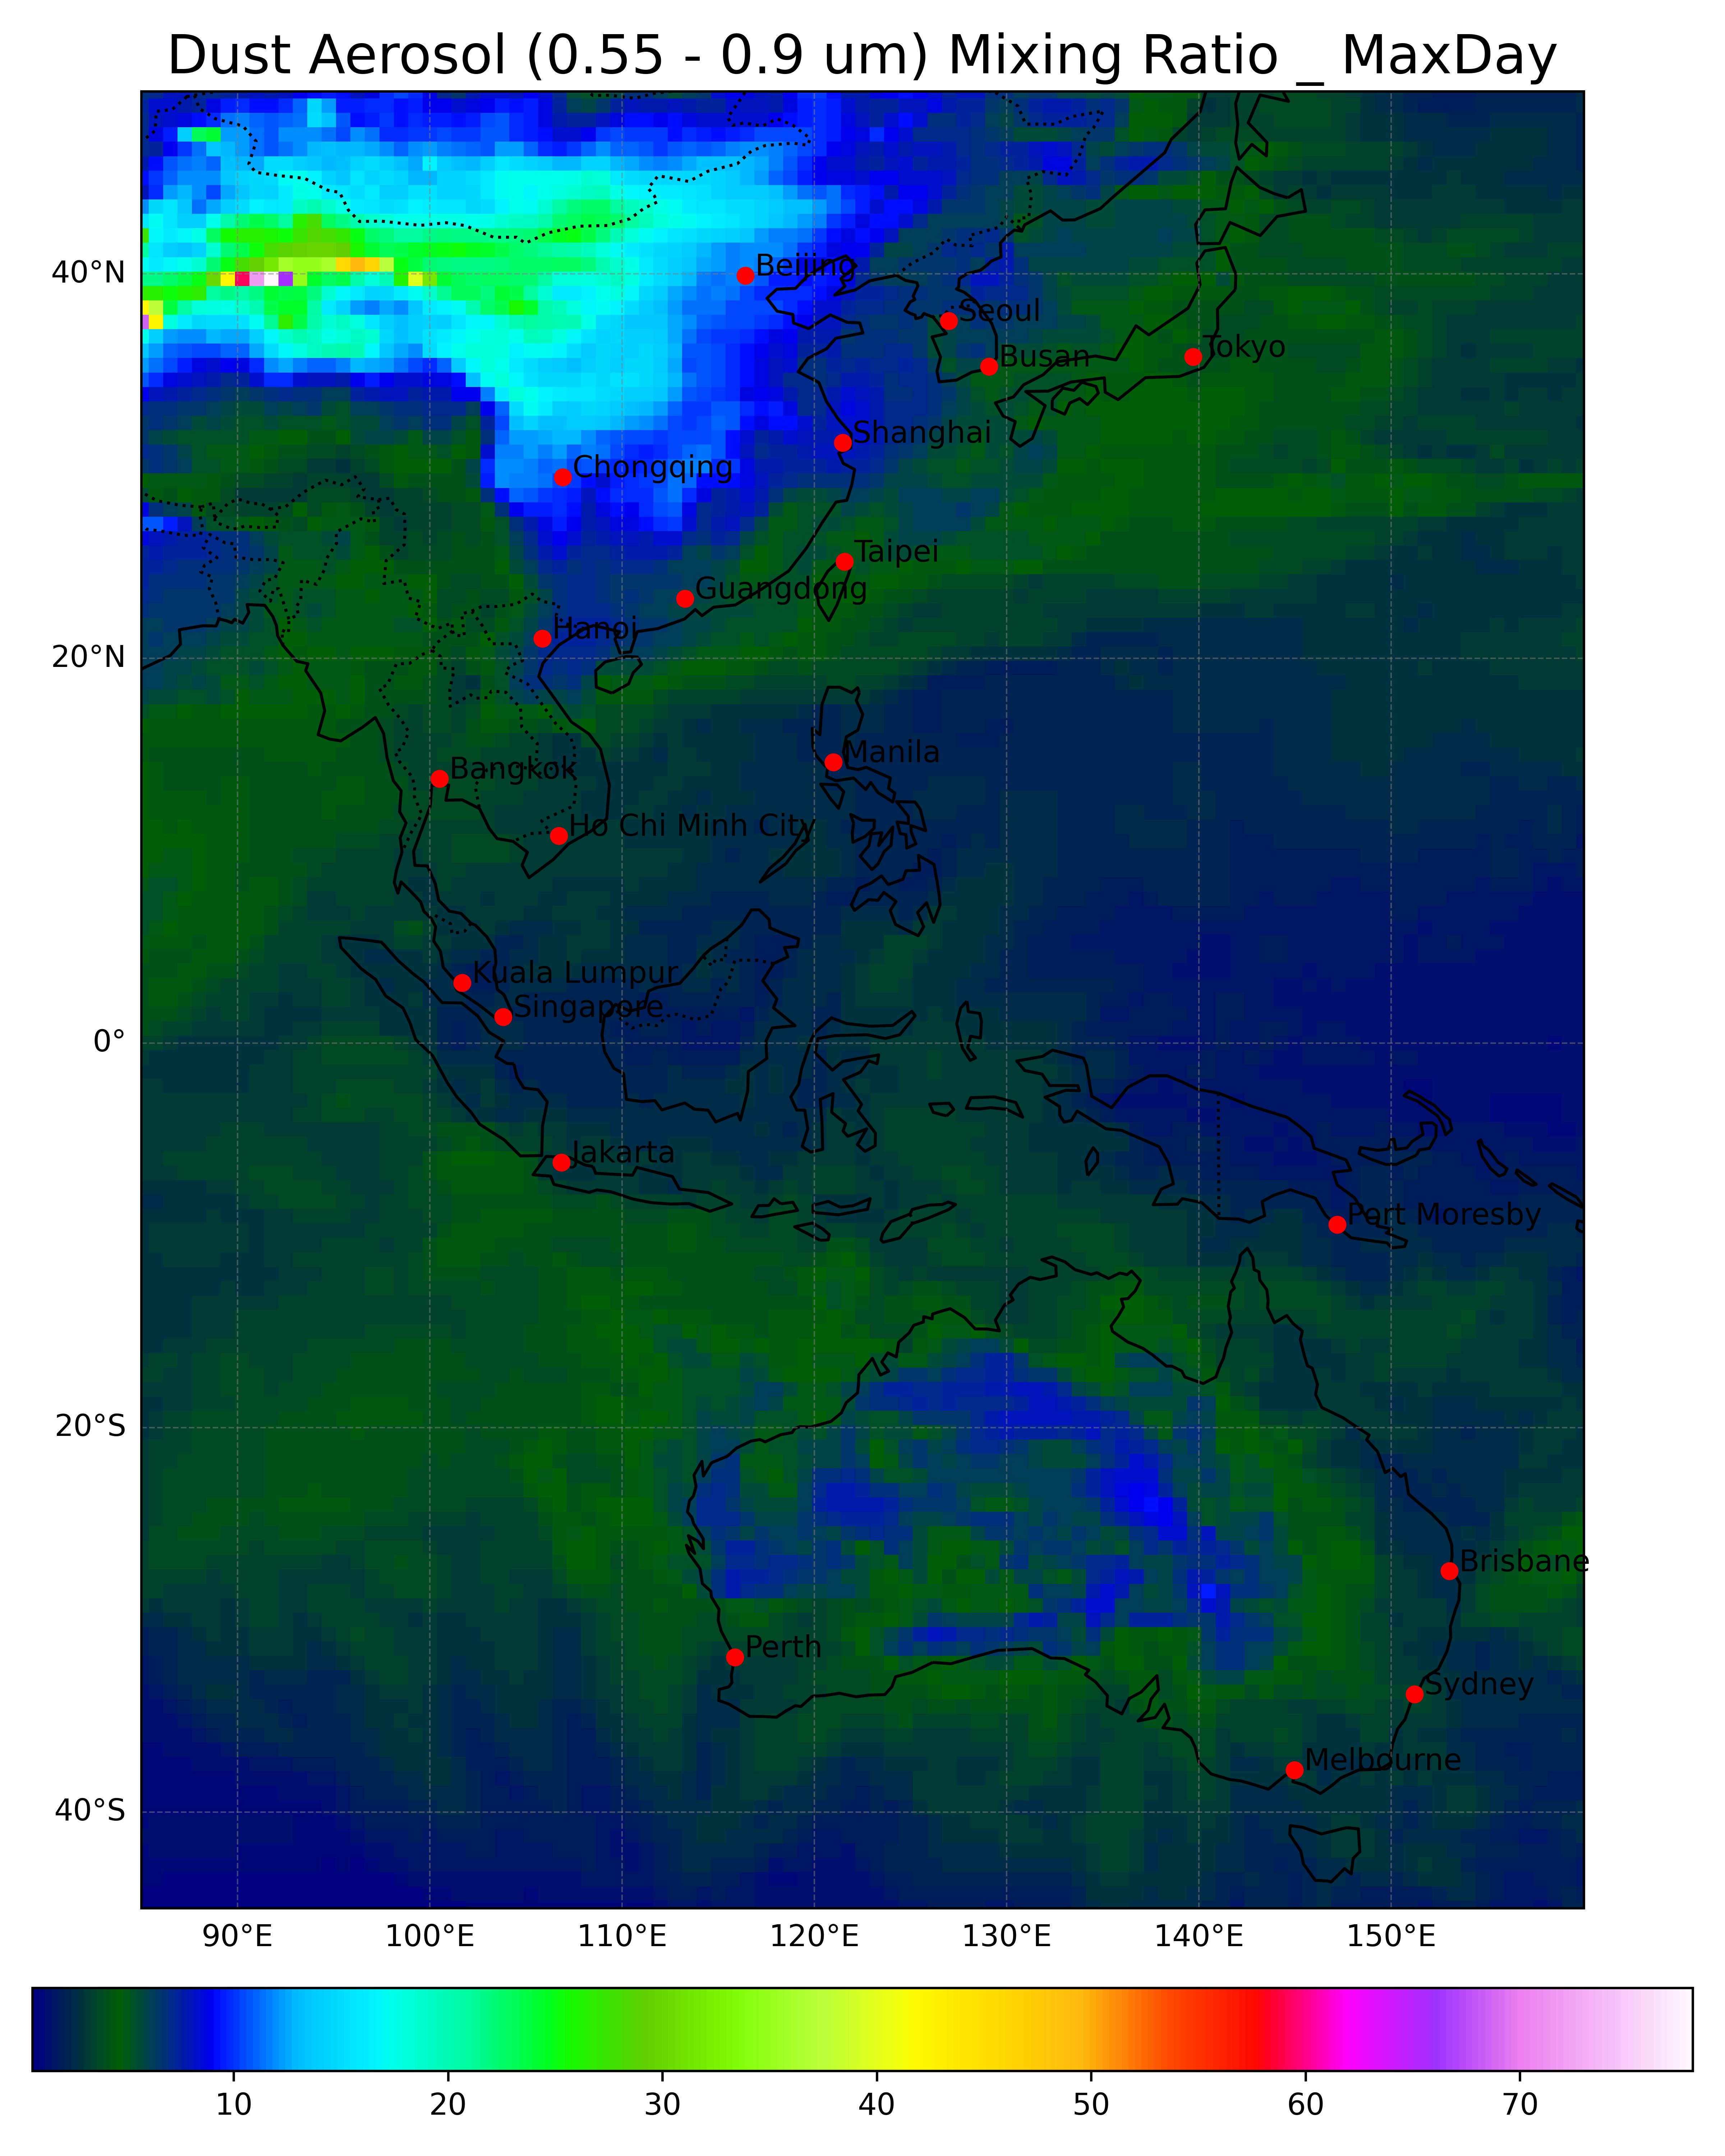 Dust Aerosol (0.55 - 0.9 um) Mixing Ratio _ MaxDay
40°N
Beijing
Seoul
Busan
Tokyo
Shanghai
Chongqing
Taipei
Guangdong
Hanoi
20°N
Manila
Bangkok
Ho Chi Minh City
Kuala Lumpur
Singapore
0°
Jakarta
Port Moresby
20°S
Brisbane
Perth
Sydney
Melbourne
40°S
90°E 100°E 110°E 120°E 130°E 140°E 150°E
10 20 30 40 50 60 70